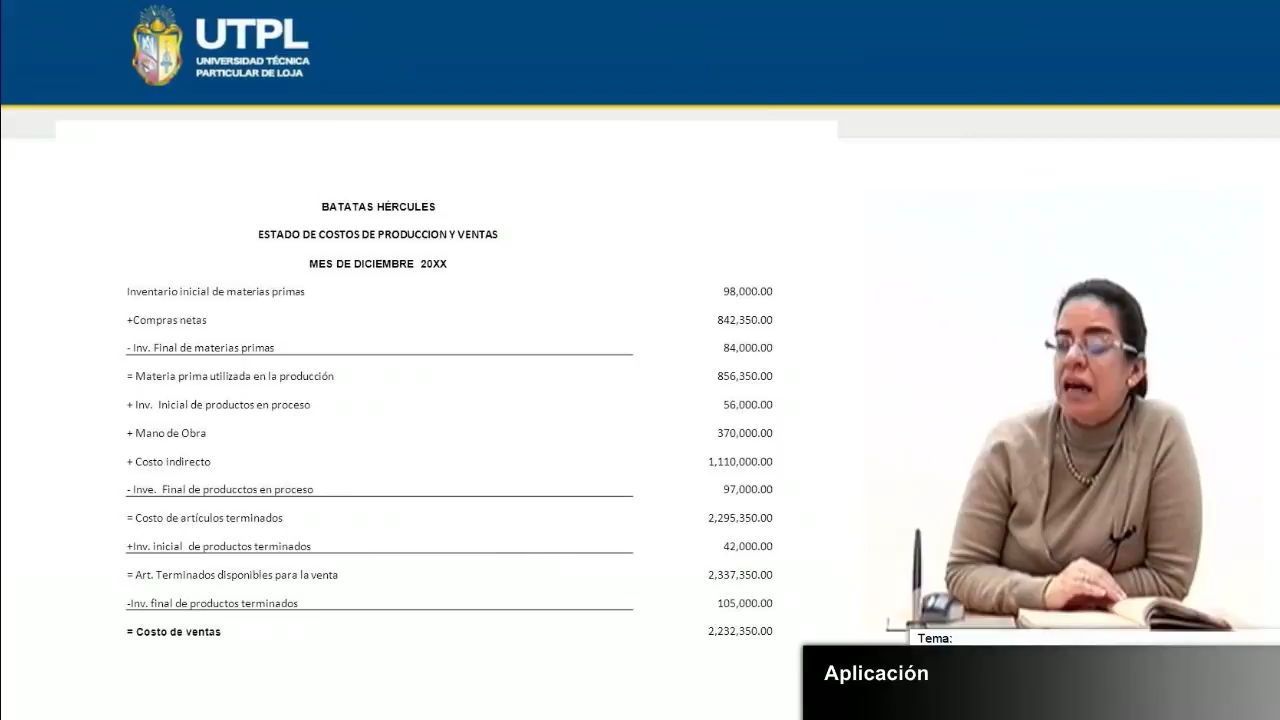 UTPL
UNIVERSIDAD TÉCNICA
PARTICULAR DE LOJA
BATATAS HÉRCULES
ESTADO DE COSTOS DE PRODUCCION Y VENTAS
MES DE DICIEMBRE 20XX
Inventario inicial de materias primas 98,000.00
+Compras netas 842,350.00
- Inv. Final de materias primas 84,000.00
= Materia prima utilizada en la producción 856,350.00
+ Inv. Inicial de productos en proceso 56,000.00
+ Mano de Obra 370,000.00
+ Costo indirecto 1,110,000.00
- Inve. Final de producctos en proceso 97,000.00
= Costo de artículos terminados 2,295,350.00
+Inv. inicial de productos terminados 42,000.00
= Art. Terminados disponibles para la venta 2,337,350.00
-Inv. final de productos terminados 105,000.00
= Costo de ventas 2,232,350.00
Tema:
Aplicación